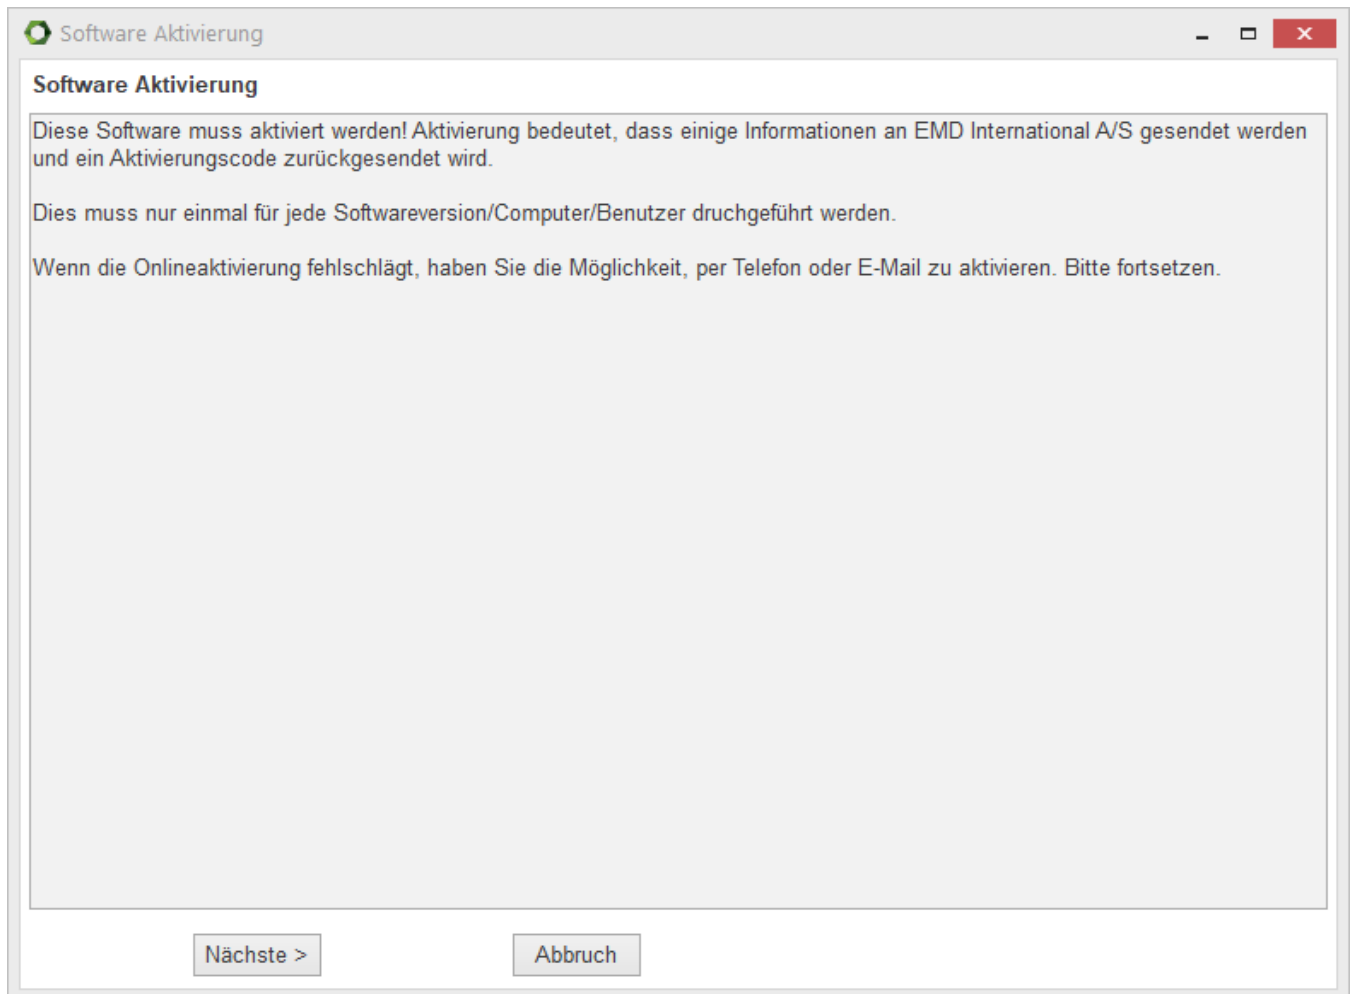 Software Aktivierung
Software Aktivierung
Diese Software muss aktiviert werden! Aktivierung bedeutet, dass einige Informationen an EMD International A/S gesendet werden
und ein Aktivierungscode zurückgesendet wird.
Dies muss nur einmal für jede Softwareversion/Computer/Benutzer druchgeführt werden.
Wenn die Onlineaktivierung fehlschlägt, haben Sie die Möglichkeit, per Telefon oder E-Mail zu aktivieren. Bitte fortsetzen.
Nächste >
Abbruch